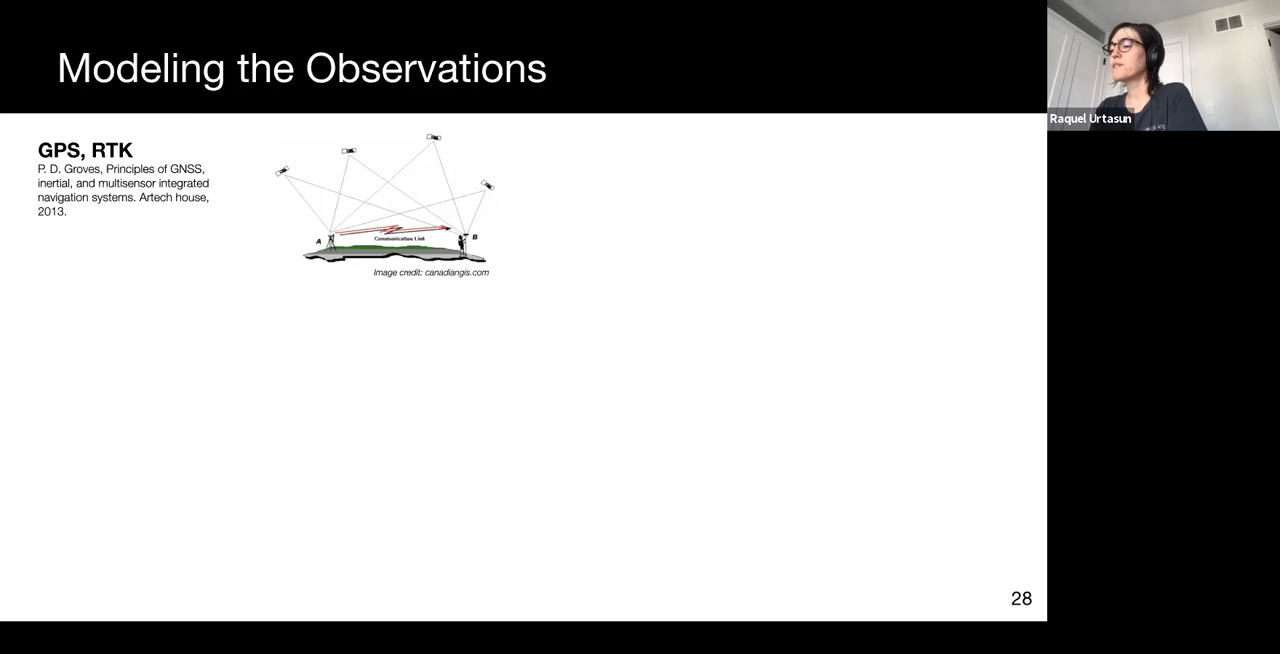 Modeling the Observations
Raquel Urtasun
GPS, RTK
P. D. Groves, Principles of GNSS,
inertial, and multisensor integrated
navigation systems. Artech house,
2013.
A
B
Communication Link
Image credit: canadiangis.com
28